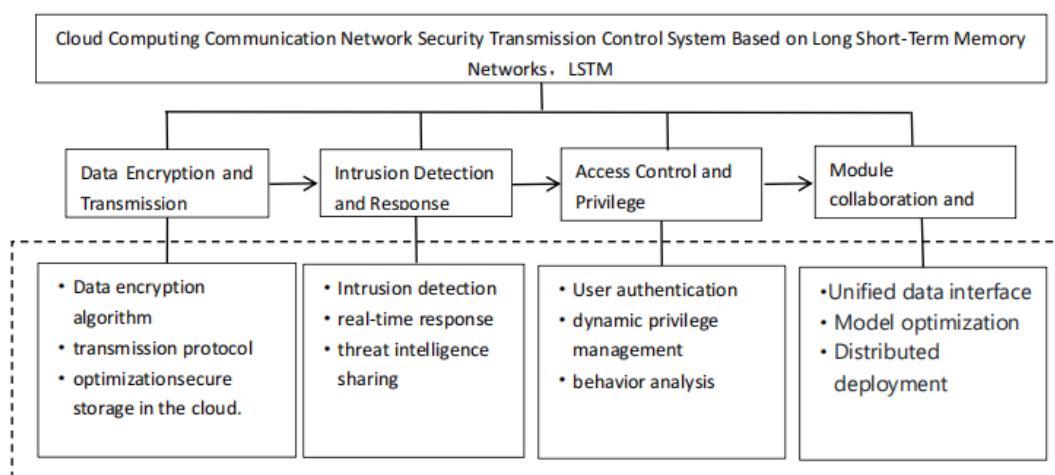 Cloud Computing Communication Network Security Transmission Control System Based on Long Short-Term Memory
Networks，LSTM
Data Encryption and
Transmission
Intrusion Detection
and Response
Access Control and
Privilege
Module
collaboration and
• Data encryption
algorithm
• transmission protocol
• optimizationsecure
storage in the cloud.
• Intrusion detection
• real-time response
• threat intelligence
sharing
• User authentication
• dynamic privilege
management
• behavior analysis
•Unified data interface
• Model optimization
• Distributed
deployment